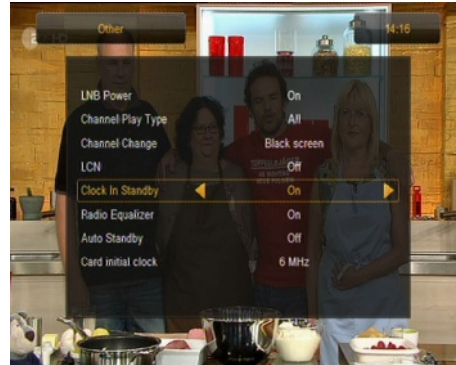 Other
14:16
HD
LNB Power On
Channel Play Type All
Channel Change Black screen
LCN Off
Clock In Standby On
Radio Equalizer On
Auto Standby Off
Card initial clock 6 MHz